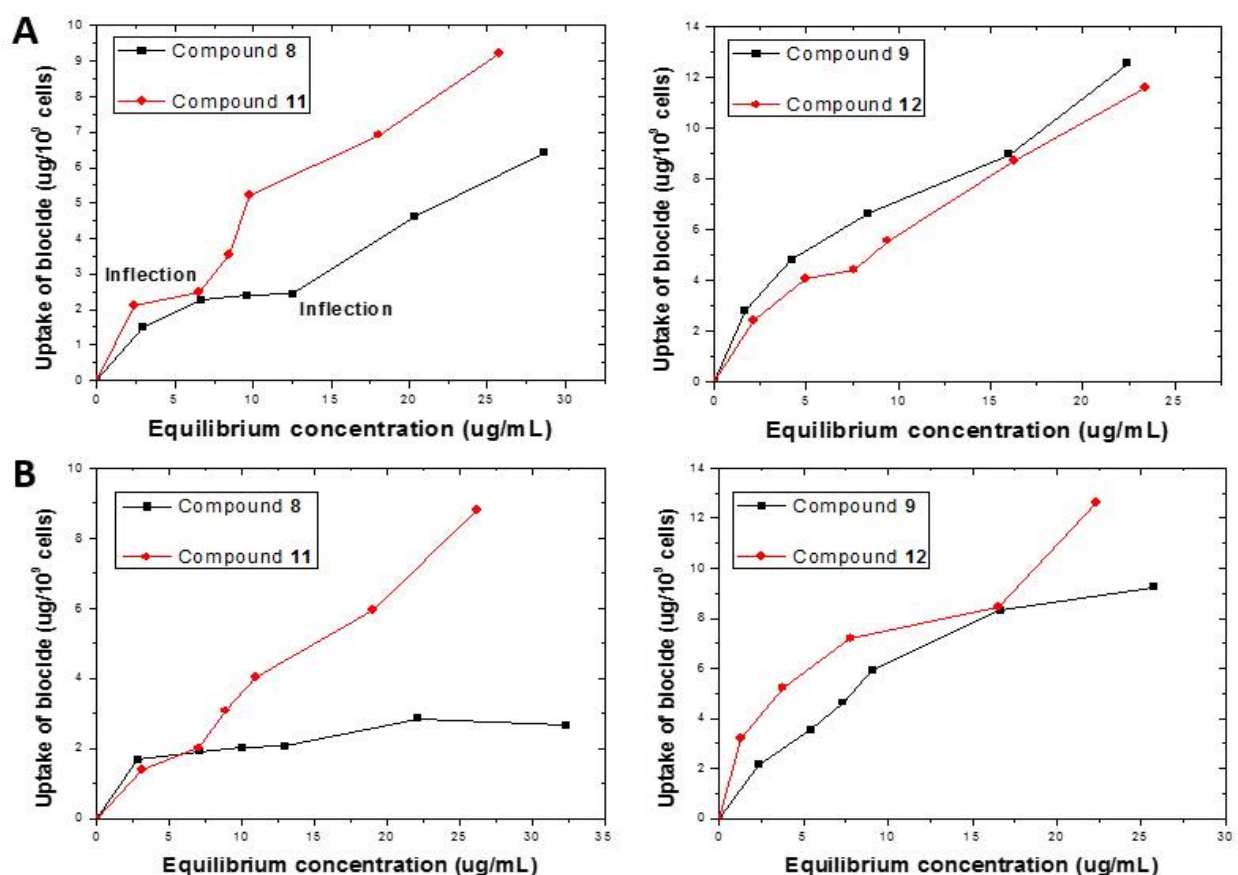 A
Uptake of biocide (ug/10⁹ cells)
10
9
8
7
6
5
4
3
2
1
0
Compound 8
Compound 11
Inflection
Inflection
0 5 10 15 20 25 30
Equilibrium concentration (ug/mL)
Uptake of biocide (ug/10⁹ cells)
14
12
10
8
6
4
2
0
Compound 9
Compound 12
0 5 10 15 20 25
Equilibrium concentration (ug/mL)
B
Uptake of biocide (ug/10⁹ cells)
10
8
6
4
2
0
Compound 8
Compound 11
0 5 10 15 20 25 30 35
Equilibrium concentration (ug/mL)
Uptake of biocide (ug/10⁹ cells)
14
12
10
8
6
4
2
0
Compound 9
Compound 12
0 5 10 15 20 25 30
Equilibrium concentration (ug/mL)